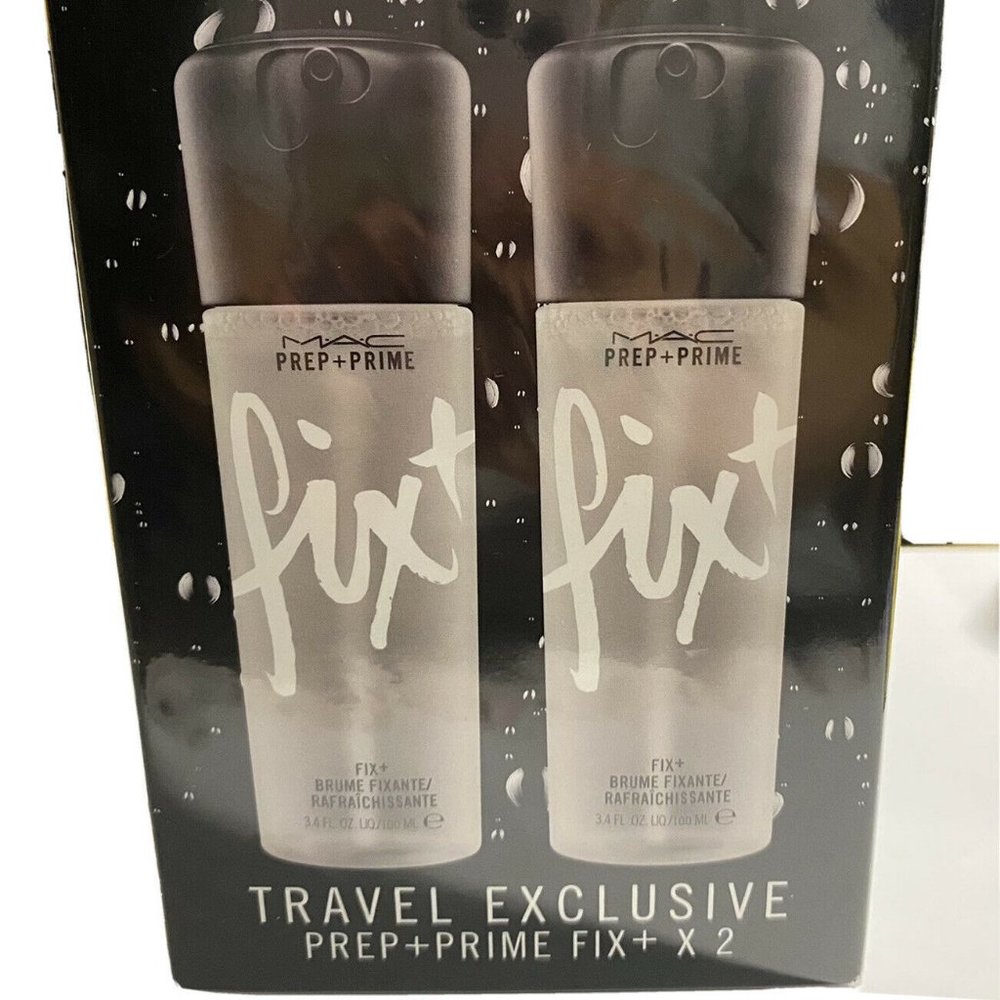 M·A·C
PREP+PRIME
fix+
FIX+
BRUME FIXANTE/
RAFRAÎCHISSANTE
3.4 FL. OZ. LIQ/100 ML ℮
M·A·C
PREP+PRIME
fix+
FIX+
BRUME FIXANTE/
RAFRAÎCHISSANTE
3.4 FL. OZ. LIQ/100 ML ℮
TRAVEL EXCLUSIVE
PREP+PRIME FIX+ X 2